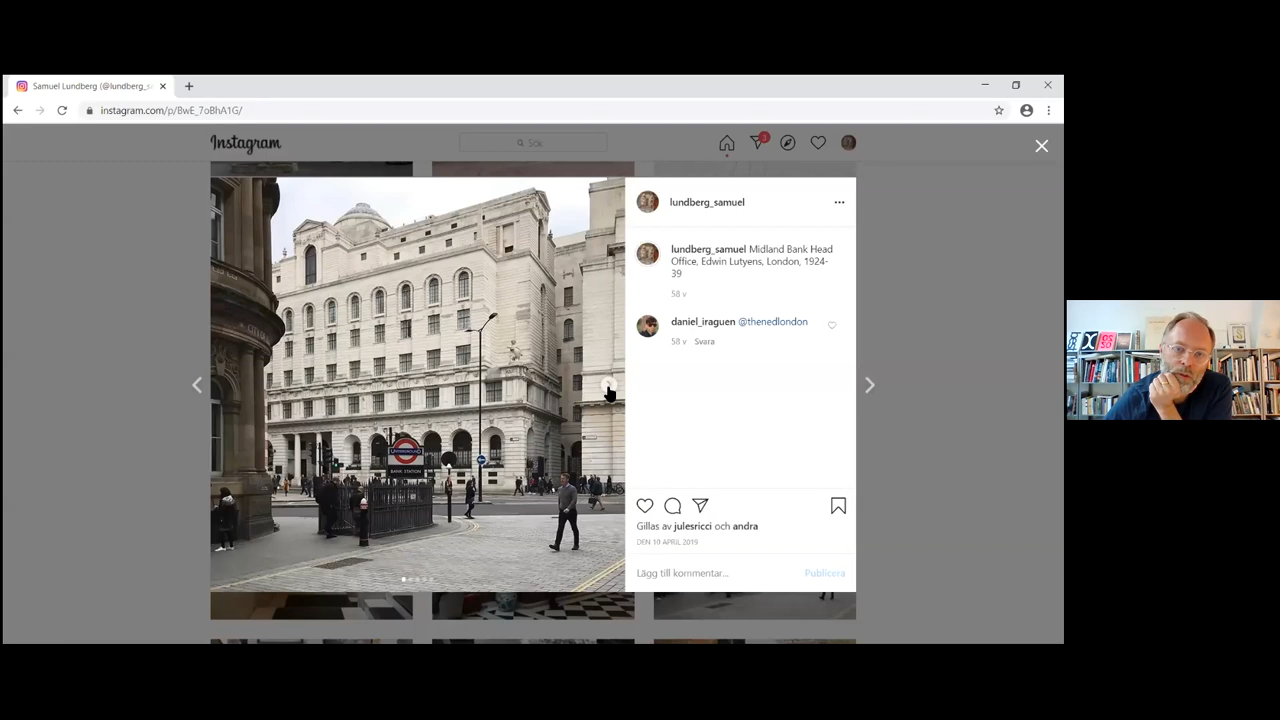 Samuel Lundberg (@lundberg_s
instagram.com/p/BwE_7oBhA1G/
Instagram
Sök
3
lundberg_samuel
lundberg_samuel Midland Bank Head
Office, Edwin Lutyens, London, 1924-
39
58 v
daniel_iraguen @thenedlondon
58 v Svara
UNDERGROUND
BANK STATION
Gillas av julesricci och andra
DEN 10 APRIL 2019
Lägg till kommentar...
Publicera